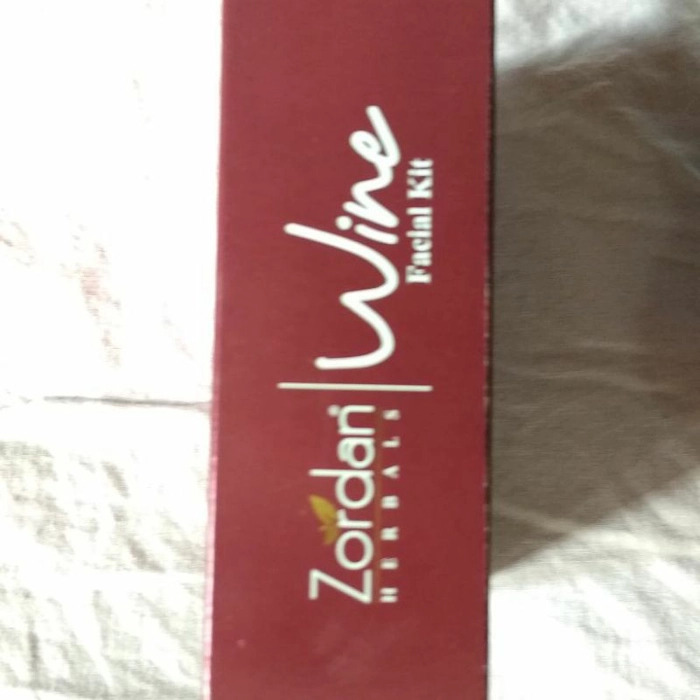 Zordan
HERBALS
Wine
Facial Kit